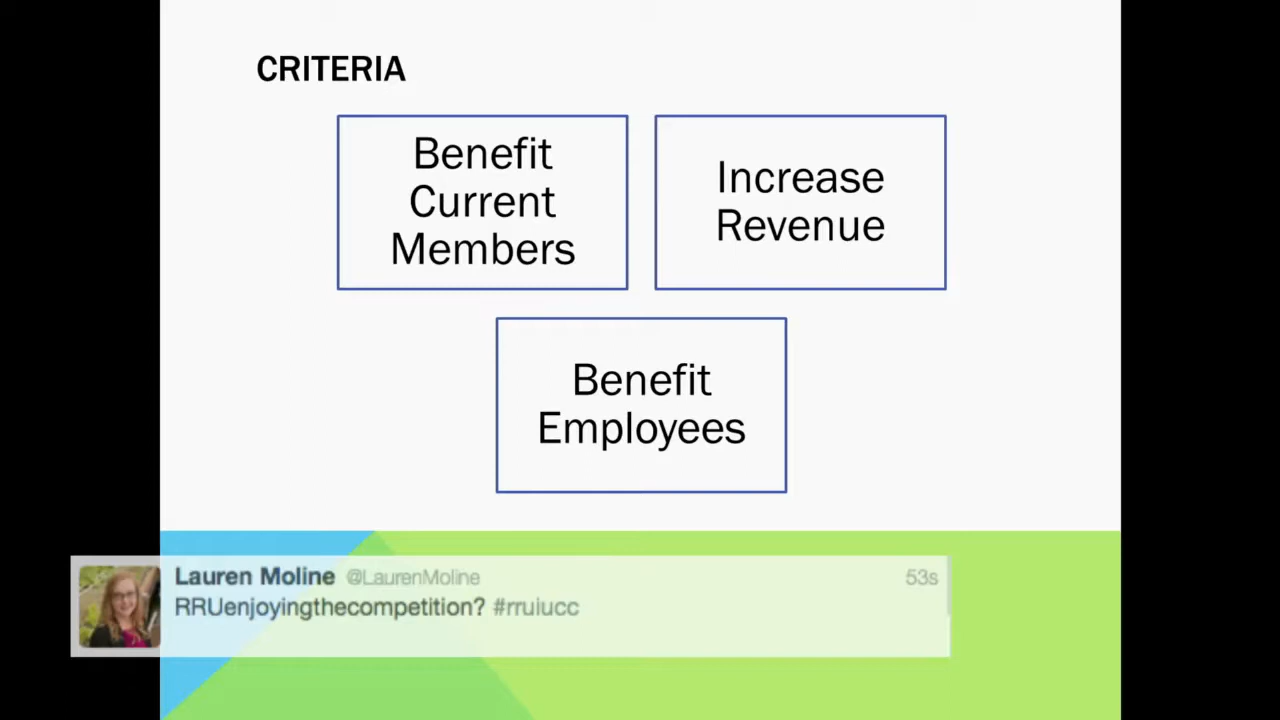 CRITERIA
Benefit
Current
Members
Increase
Revenue
Benefit
Employees
Lauren Moline @LaurenMoline 53s
RRUenjoyingthecompetition? #rruiucc